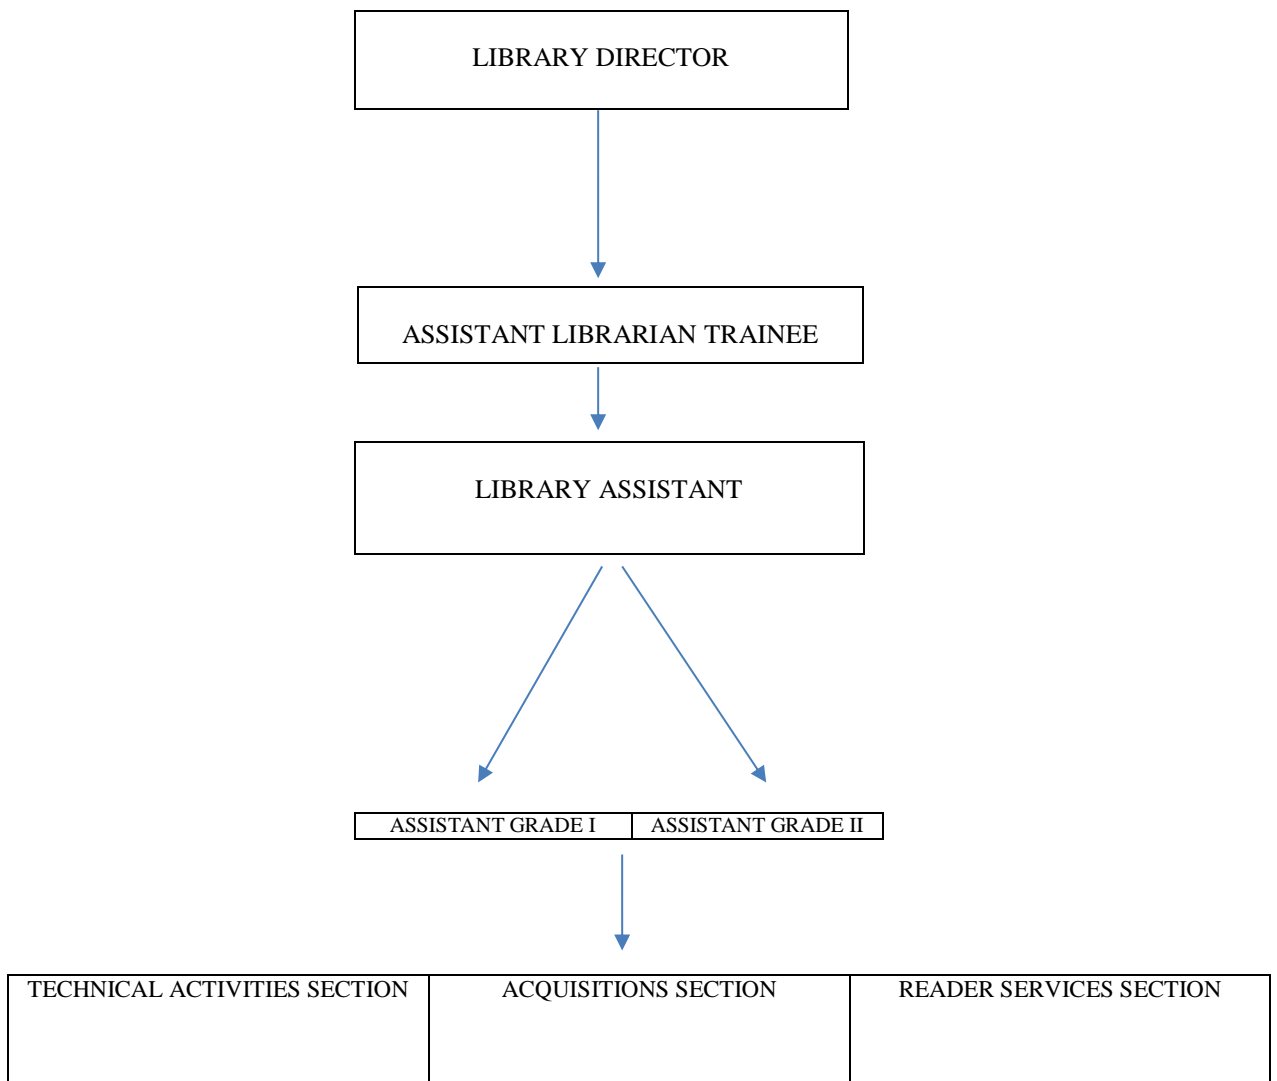 LIBRARY DIRECTOR
ASSISTANT LIBRARIAN TRAINEE
LIBRARY ASSISTANT
ASSISTANT GRADE I
ASSISTANT GRADE II
TECHNICAL ACTIVITIES SECTION
ACQUISITIONS SECTION
READER SERVICES SECTION